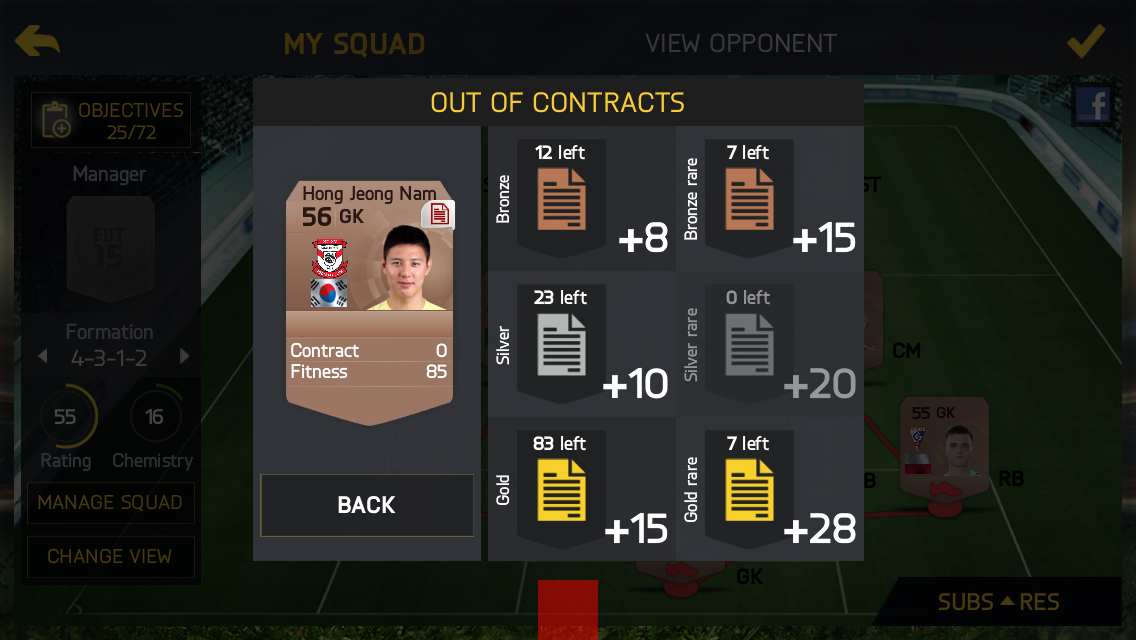 MY SQUAD
VIEW OPPONENT
OUT OF CONTRACTS
OBJECTIVES
25/72
Manager
FUT
15
Formation
4-3-1-2
55
16
Rating
Chemistry
MANAGE SQUAD
CHANGE VIEW
Hong Jeong Nam
56 GK
Contract 0
Fitness 85
BACK
Bronze
12 left
+8
Bronze rare
7 left
+15
Silver
23 left
+10
Silver rare
0 left
+20
Gold
83 left
+15
Gold rare
7 left
+28
f
ST
CM
55 GK
B
RB
GK
SUBS
RES